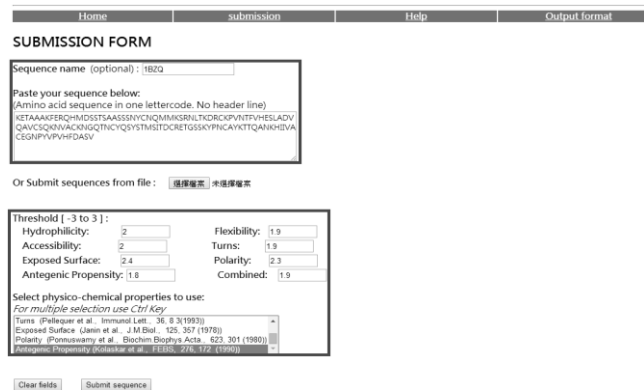 Home submission Help Output format
SUBMISSION FORM
Sequence name (optional) : 1BZQ
Paste your sequence below:
(Amino acid sequence in one lettercode. No header line)
KETAAAKFERQHMDSSTSAASSSNYCNQMMKSRNLTKDRCKPVNTFVHESLADV
QAVCSQKNVACKNGQTNCYQSYSTMSITDCRETGSSKYPNCAYKTTQANKHIIVA
CEGNPYVPVHFDASV
Or Submit sequences from file : 選擇檔案 未選擇檔案
Threshold [ -3 to 3 ] :
Hydrophilicity: 2 Flexibility: 1.9
Accessibility: 2 Turns: 1.9
Exposed Surface: 2.4 Polarity: 2.3
Antegenic Propensity: 1.8 Combined: 1.9
Select physico-chemical properties to use:
For multiple selection use Ctrl Key
Turns (Pellequer et al., Immunol.Lett., 36, 8 3(1993))
Exposed Surface (Janin et al., J.M.Biol., 125, 357 (1978))
Polarity (Ponnuswamy et al., Biochim.Biophys.Acta., 623, 301 (1980))
Antegenic Propensity (Kolaskar et al., FEBS, 276, 172 (1990))
Clear fields Submit sequence